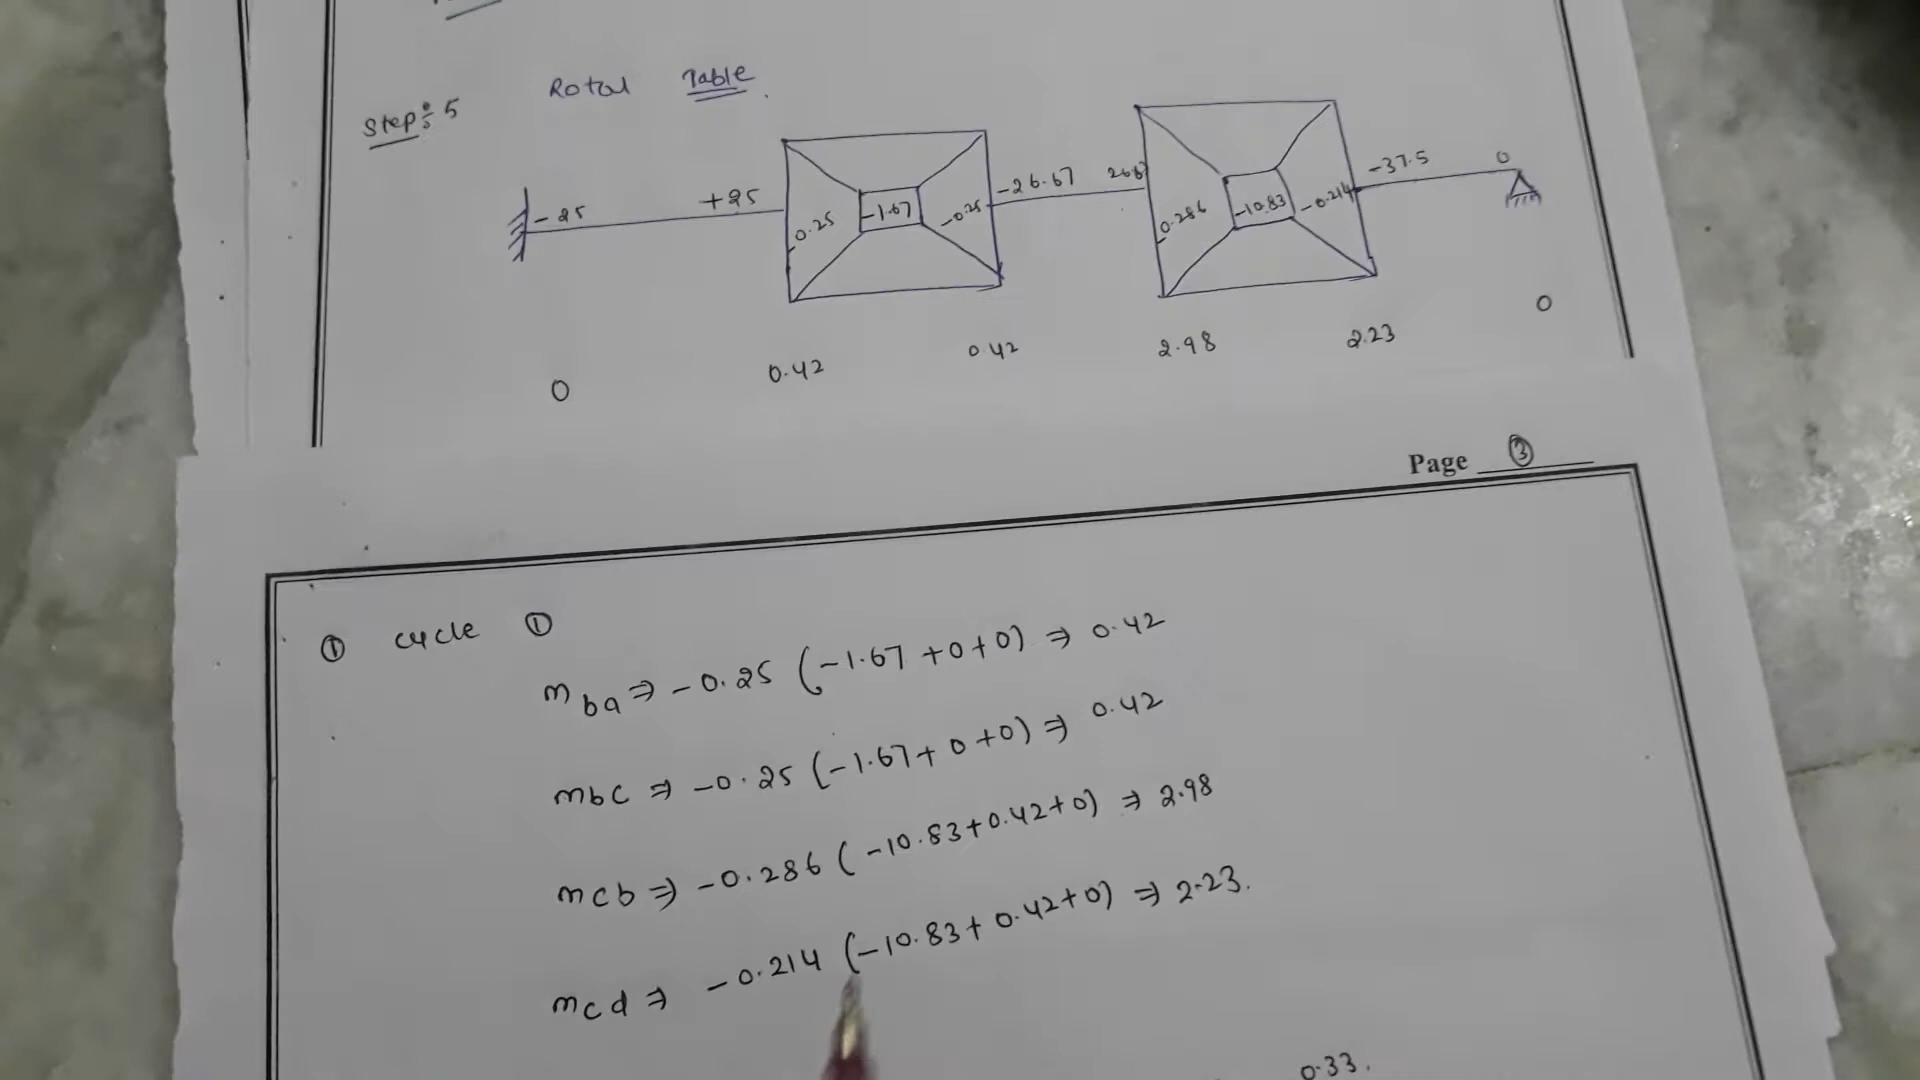 Step: 5
Rotal Table.
- 25 +25 -0.25 -1.67 -0.25 -26.67 26.67 -0.286 -10.83 -0.214 -37.5 0
0 0.42 0.42 2.98 2.23 0
Page 3
① cycle ①
mba ⇒ -0.25 (-1.67 +0+0) ⇒ 0.42
mbc ⇒ -0.25 (-1.67+ 0 +0) ⇒ 0.42
mcb ⇒ -0.286 (-10.83+0.42+0) ⇒ 2.98
mcd ⇒ -0.214 (-10.83+ 0.42+0) ⇒ 2.23.
0.33.